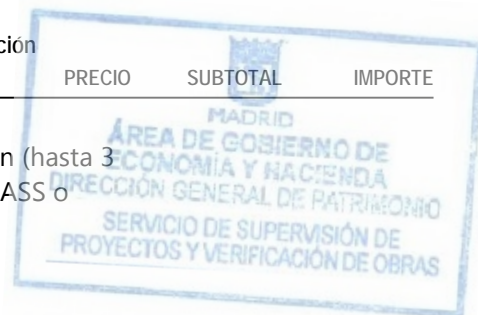 ción
PRECIO SUBTOTAL IMPORTE
MADRID
ÁREA DE GOBIERNO DE
n (hasta 3
ECONOMÍA Y HACIENDA
ASS o
DIRECCIÓN GENERAL DE PATRIMONIO
SERVICIO DE SUPERVISIÓN DE
PROYECTOS Y VERIFICACIÓN DE OBRAS